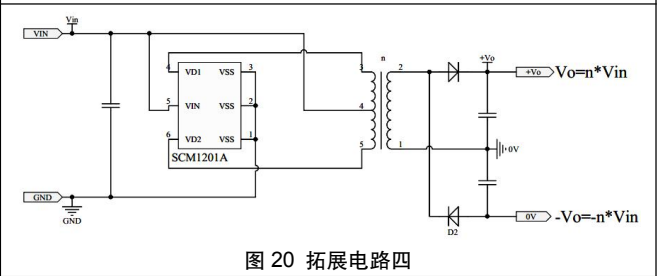 Vin
VIN
n
4 VD1 VSS 3
3 2
+Vo
+Vo Vo=n*Vin
5 VIN VSS 2
4
6 VD2 VSS 1
5 1
0V
SCM1201A
GND
GND
D2
0V -Vo=-n*Vin
图 20 拓展电路四